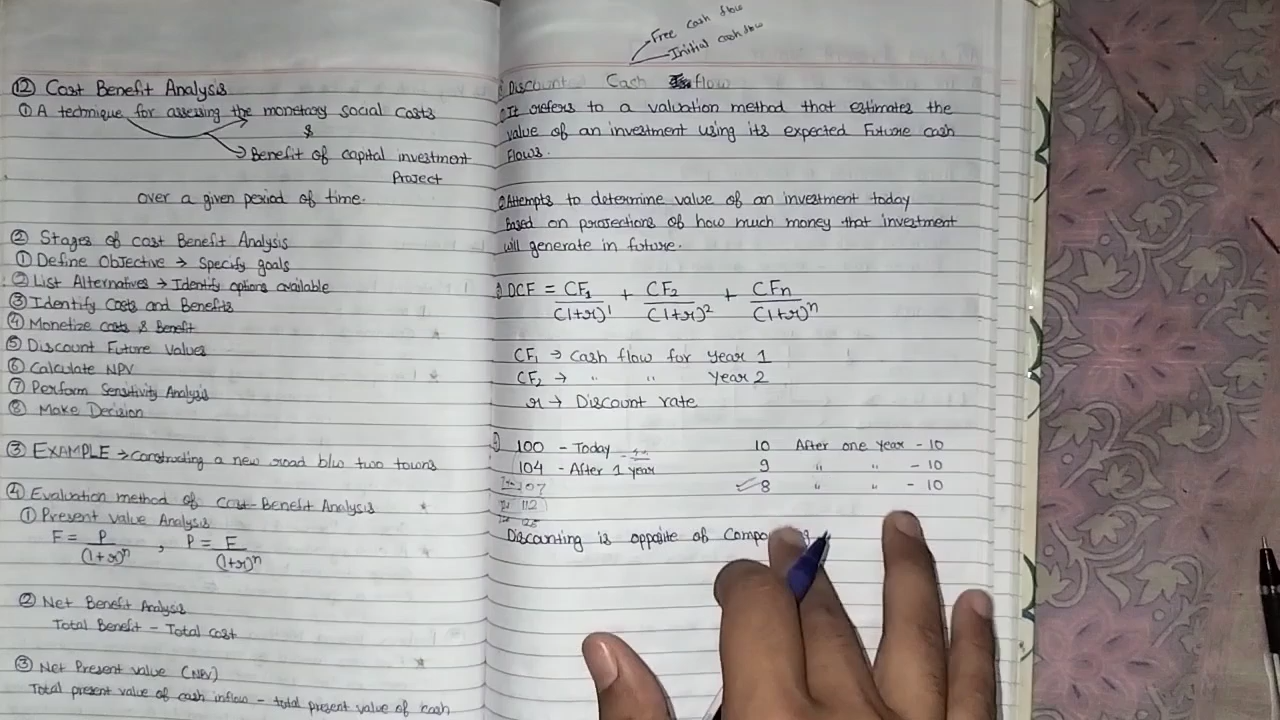 ⑫ Cost Benefit Analysis
① A technique for assessing the monetary social costs
&
Benefit of capital investment
Project
over a given period of time.
② Stages of cost Benefit Analysis
① Define Objective → Specify goals
② List Alternatives → Identify options available
③ Identify Costs and Benefits
④ Monetize costs & Benefit
⑤ Discount Future Values
⑥ Calculate NPV
⑦ Perform Sensitivity Analysis
⑧ Make Decision
③ EXAMPLE → Constructing a new road b/w two towns
④ Evaluation method of Cost-Benefit Analysis
① Present Value Analysis
F = P/(1+r)^n , P = F/(1+r)^n
② Net Benefit Analysis
Total Benefit - Total cost
③ Net Present value (NPV)
Total present value of cash inflow - total present value of cash
Free cash flow
Initial cash flow
Discount Cash flow
It refers to a valuation method that estimates the
value of an investment using its expected Future cash
Flows.
② Attempts to determine value of an investment today
Based on projections of how much money that investment
will generate in future.
DCF = CF1/(1+r)^1 + CF2/(1+r)^2 + CFn/(1+r)^n
CF1 → Cash flow for year 1
CF2 → " " Year 2
r → Discount rate
100 - Today
104 - After 1 year
107
112
125
10 After one year - 10
9 " " - 10
✓8 " " - 10
Discounting is opposite of